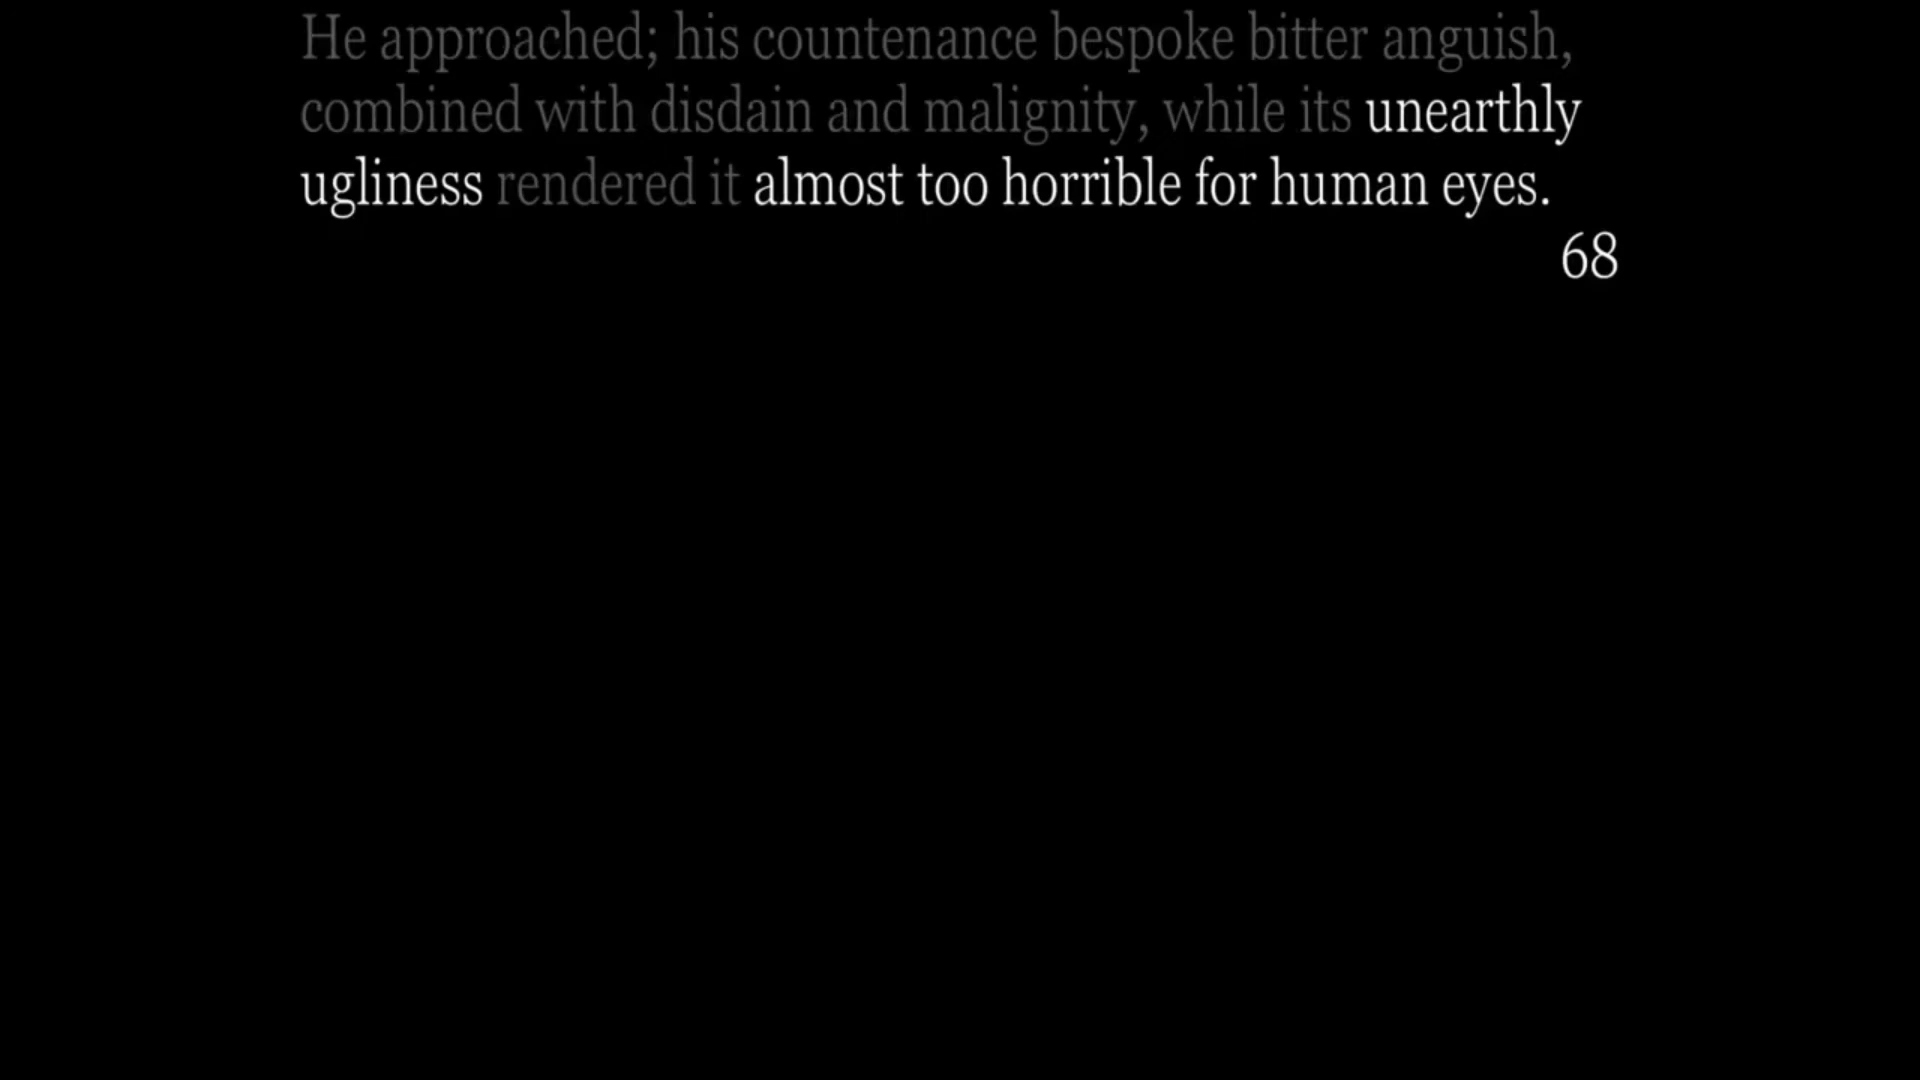 He approached; his countenance bespoke bitter anguish,
combined with disdain and malignity, while its unearthly
ugliness rendered it almost too horrible for human eyes.
68